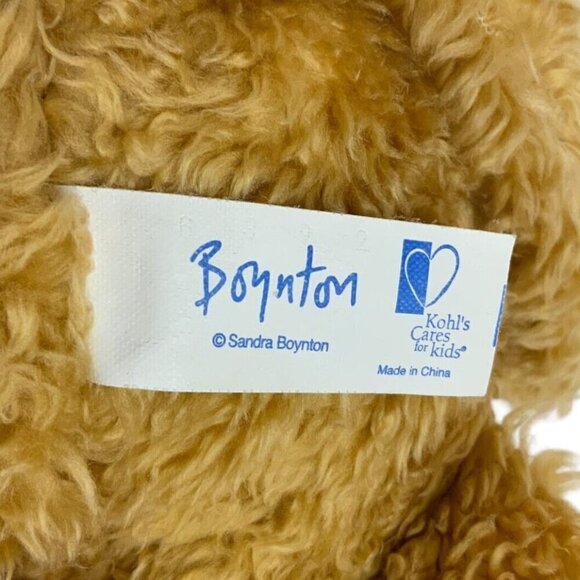 Boynton
© Sandra Boynton
Kohl's
Cares
for kids®
Made in China